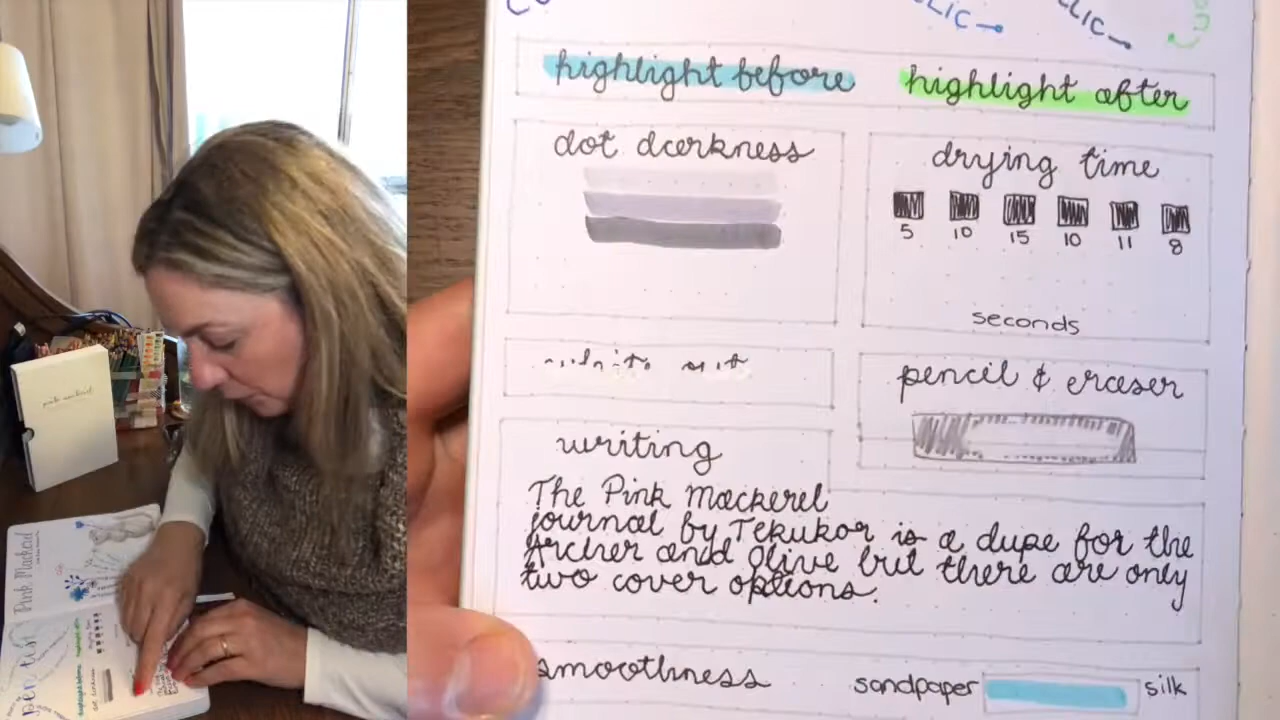 highlight before
highlight after
dot darkness
drying time
5 10 15 10 11 8
seconds
pencil & eraser
writing
The Pink Mackerel
journal by Tekukor is a dupe for the
Archer and Olive but there are only
two cover options.
smoothness
sandpaper
silk
Pink Mackerel